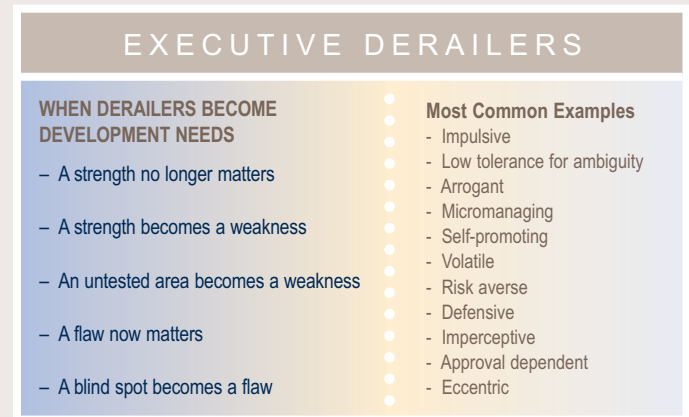 EXECUTIVE DERAILERS
WHEN DERAILERS BECOME
DEVELOPMENT NEEDS
– A strength no longer matters
– A strength becomes a weakness
– An untested area becomes a weakness
– A flaw now matters
– A blind spot becomes a flaw
Most Common Examples
- Impulsive
- Low tolerance for ambiguity
- Arrogant
- Micromanaging
- Self-promoting
- Volatile
- Risk averse
- Defensive
- Imperceptive
- Approval dependent
- Eccentric